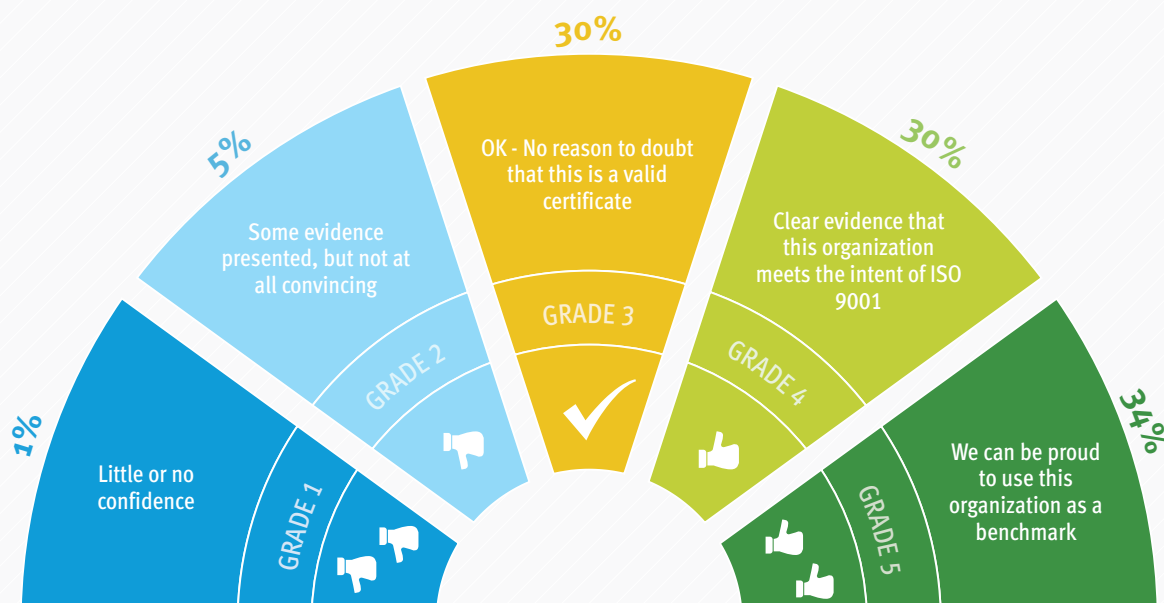 1%
Little or no
confidence
GRADE 1
5%
Some evidence
presented, but not at
all convincing
GRADE 2
30%
OK - No reason to doubt
that this is a valid
certificate
GRADE 3
30%
Clear evidence that
this organization
meets the intent of ISO
9001
GRADE 4
34%
We can be proud
to use this
organization as a
benchmark
GRADE 5